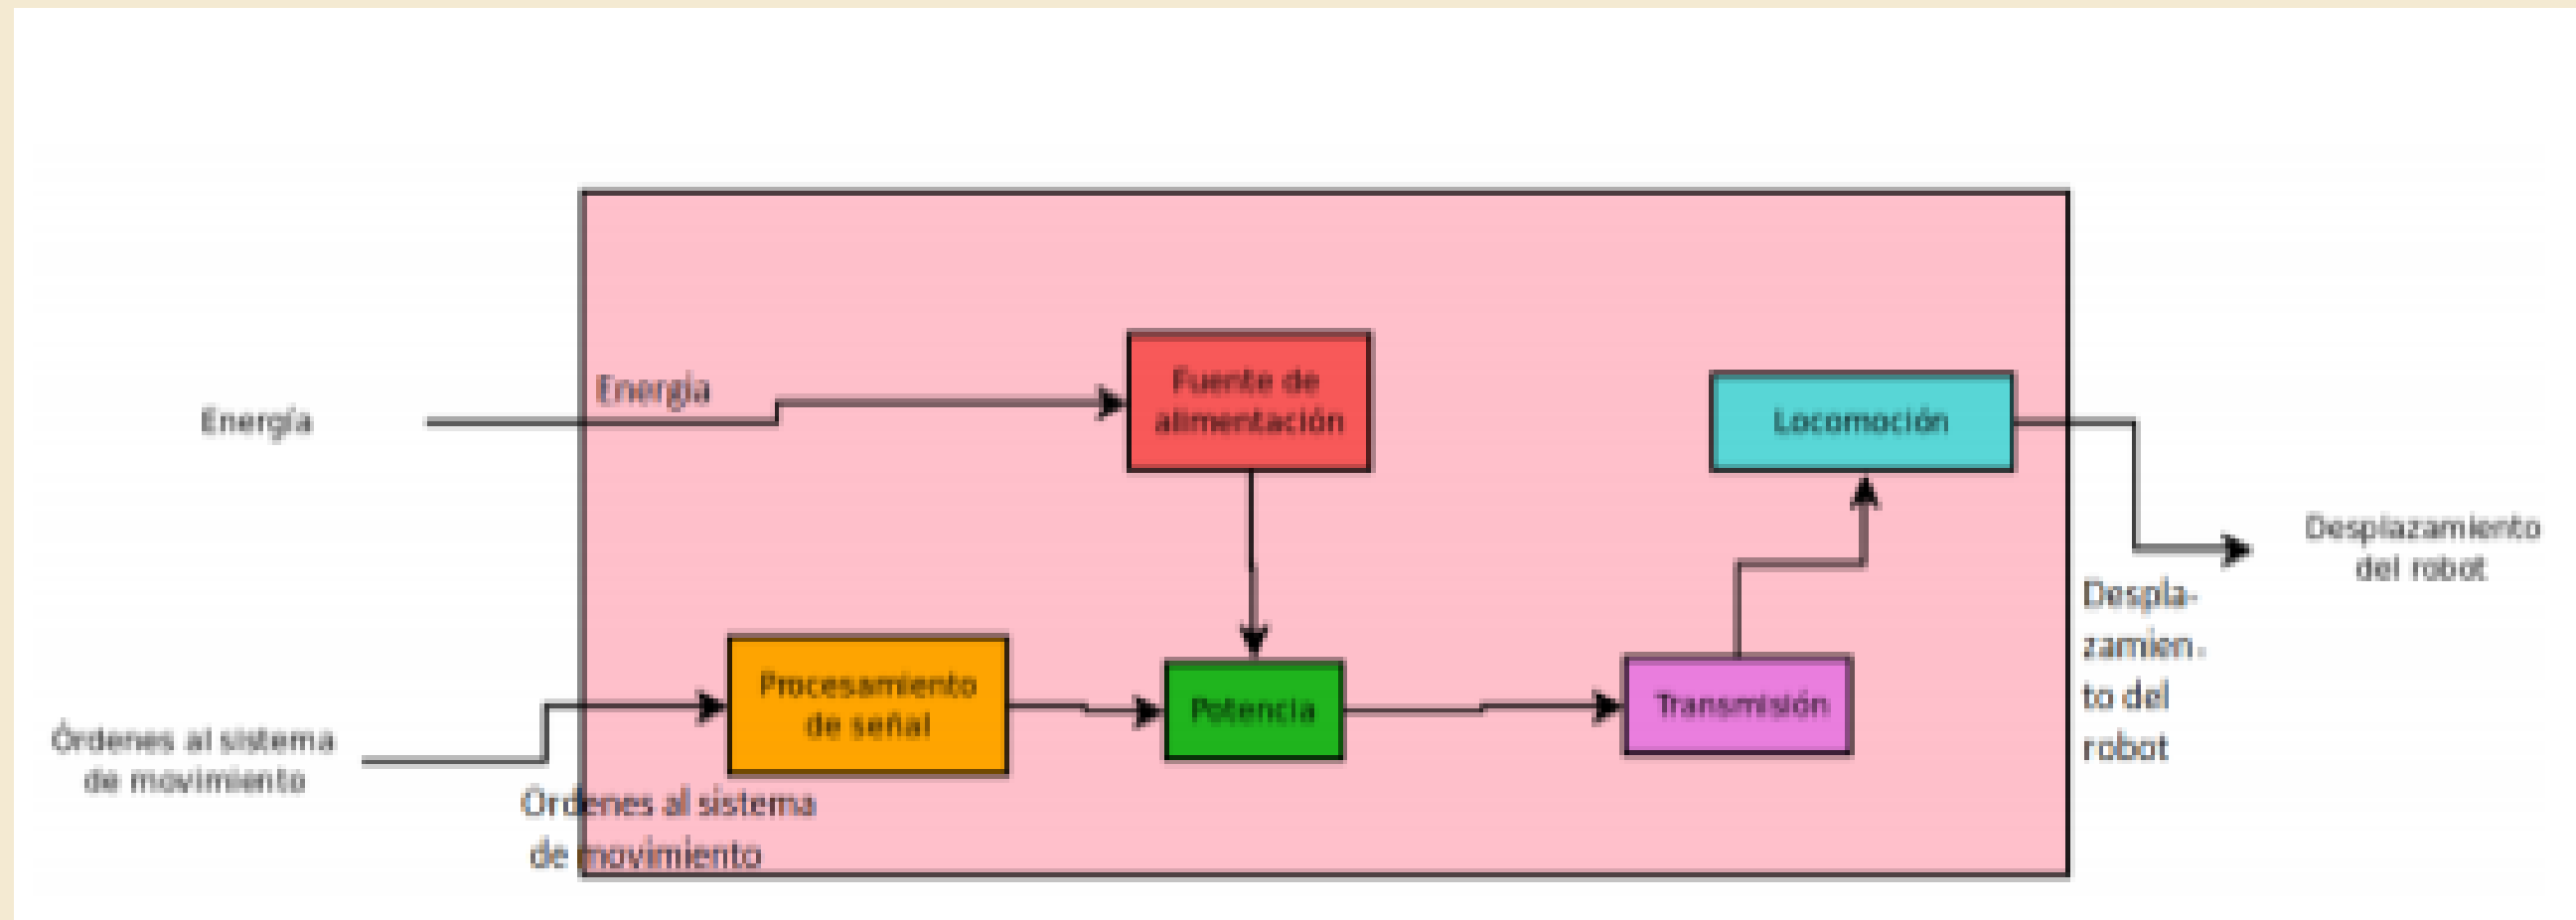 Energía
Energia
Fuente de
alimentación
Locomoción
Desplazamiento
del robot
Despla-
zamien-
to del
robot
Procesamiento
de señal
Potencia
Transmisión
Órdenes al sistema
de movimiento
Ordenes al sistema
de movimiento